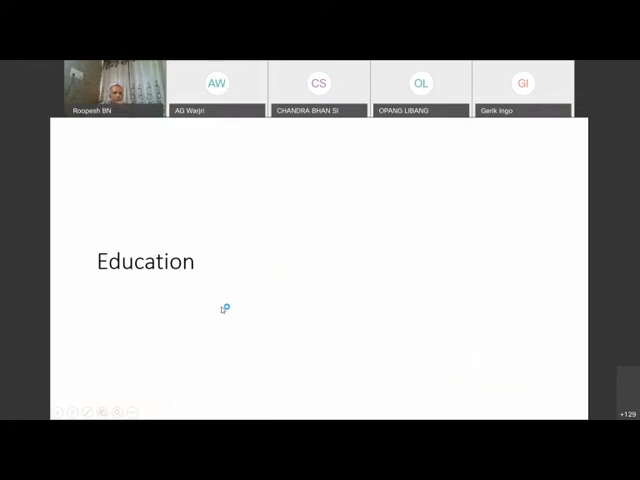 AW
CS
OL
GI
Roopesh BN
AG Warjri
CHANDRA BHAN SI
OPANG LIBANG
Gerik Ingo
Education
+129